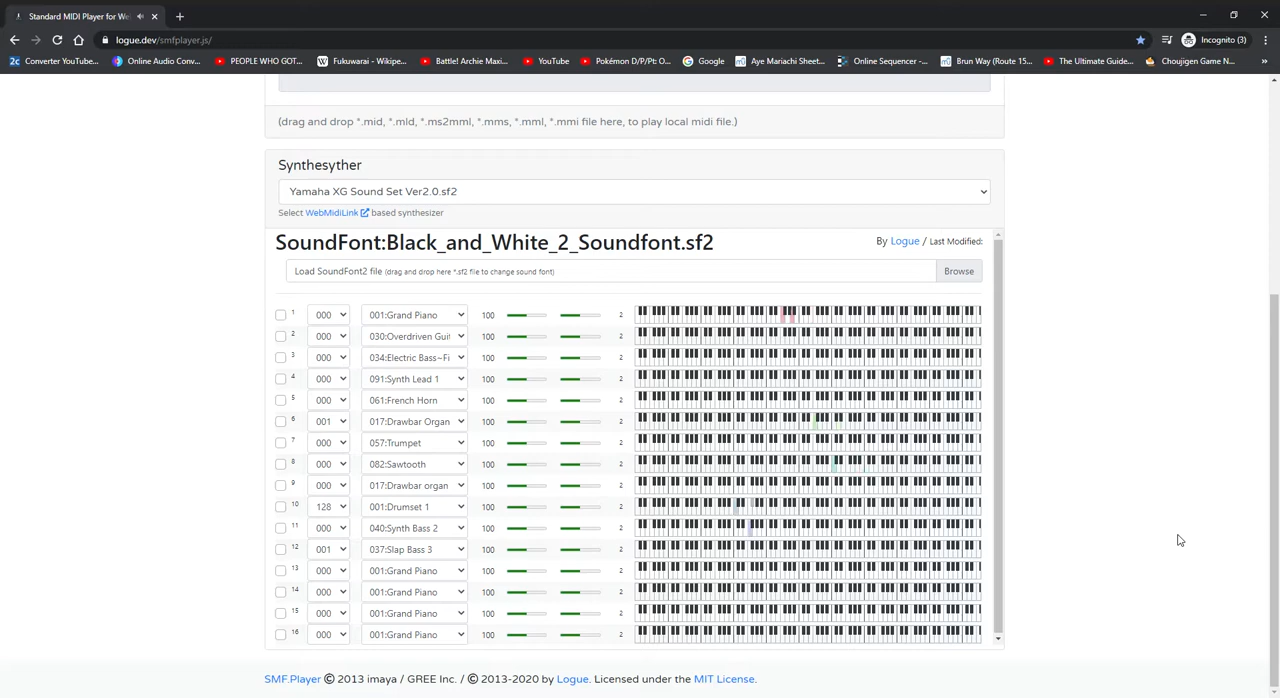 Standard MIDI Player for We
logue.dev/smfplayer.js/
Incognito (3)
Converter YouTube...
Online Audio Conv...
PEOPLE WHO GOT...
Fukuwarai - Wikipe...
Battle! Archie Maxi...
YouTube
Pokémon D/P/Pt: O...
Google
Aye Mariachi Sheet...
Online Sequencer -...
Brun Way (Route 15...
The Ultimate Guide...
Choujigen Game N...
(drag and drop *.mid, *.mld, *.ms2mml, *.mms, *.mml, *.mmi file here, to play local midi file.)
Synthesyther
Yamaha XG Sound Set Ver2.0.sf2
Select WebMidiLink based synthesizer
SoundFont:Black_and_White_2_Soundfont.sf2
By Logue / Last Modified:
Load SoundFont2 file (drag and drop here *.sf2 file to change sound font)
Browse
1 000 001:Grand Piano 100 2
2 000 030:Overdriven Guit 100 2
3 000 034:Electric Bass~Fi 100 2
4 000 091:Synth Lead 1 100 2
5 000 061:French Horn 100 2
6 001 017:Drawbar Organ 100 2
7 000 057:Trumpet 100 2
8 000 082:Sawtooth 100 2
9 000 017:Drawbar organ 100 2
10 128 001:Drumset 1 100 2
11 000 040:Synth Bass 2 100 2
12 001 037:Slap Bass 3 100 2
13 000 001:Grand Piano 100 2
14 000 001:Grand Piano 100 2
15 000 001:Grand Piano 100 2
16 000 001:Grand Piano 100 2
SMF.Player © 2013 imaya / GREE Inc. / © 2013-2020 by Logue. Licensed under the MIT License.